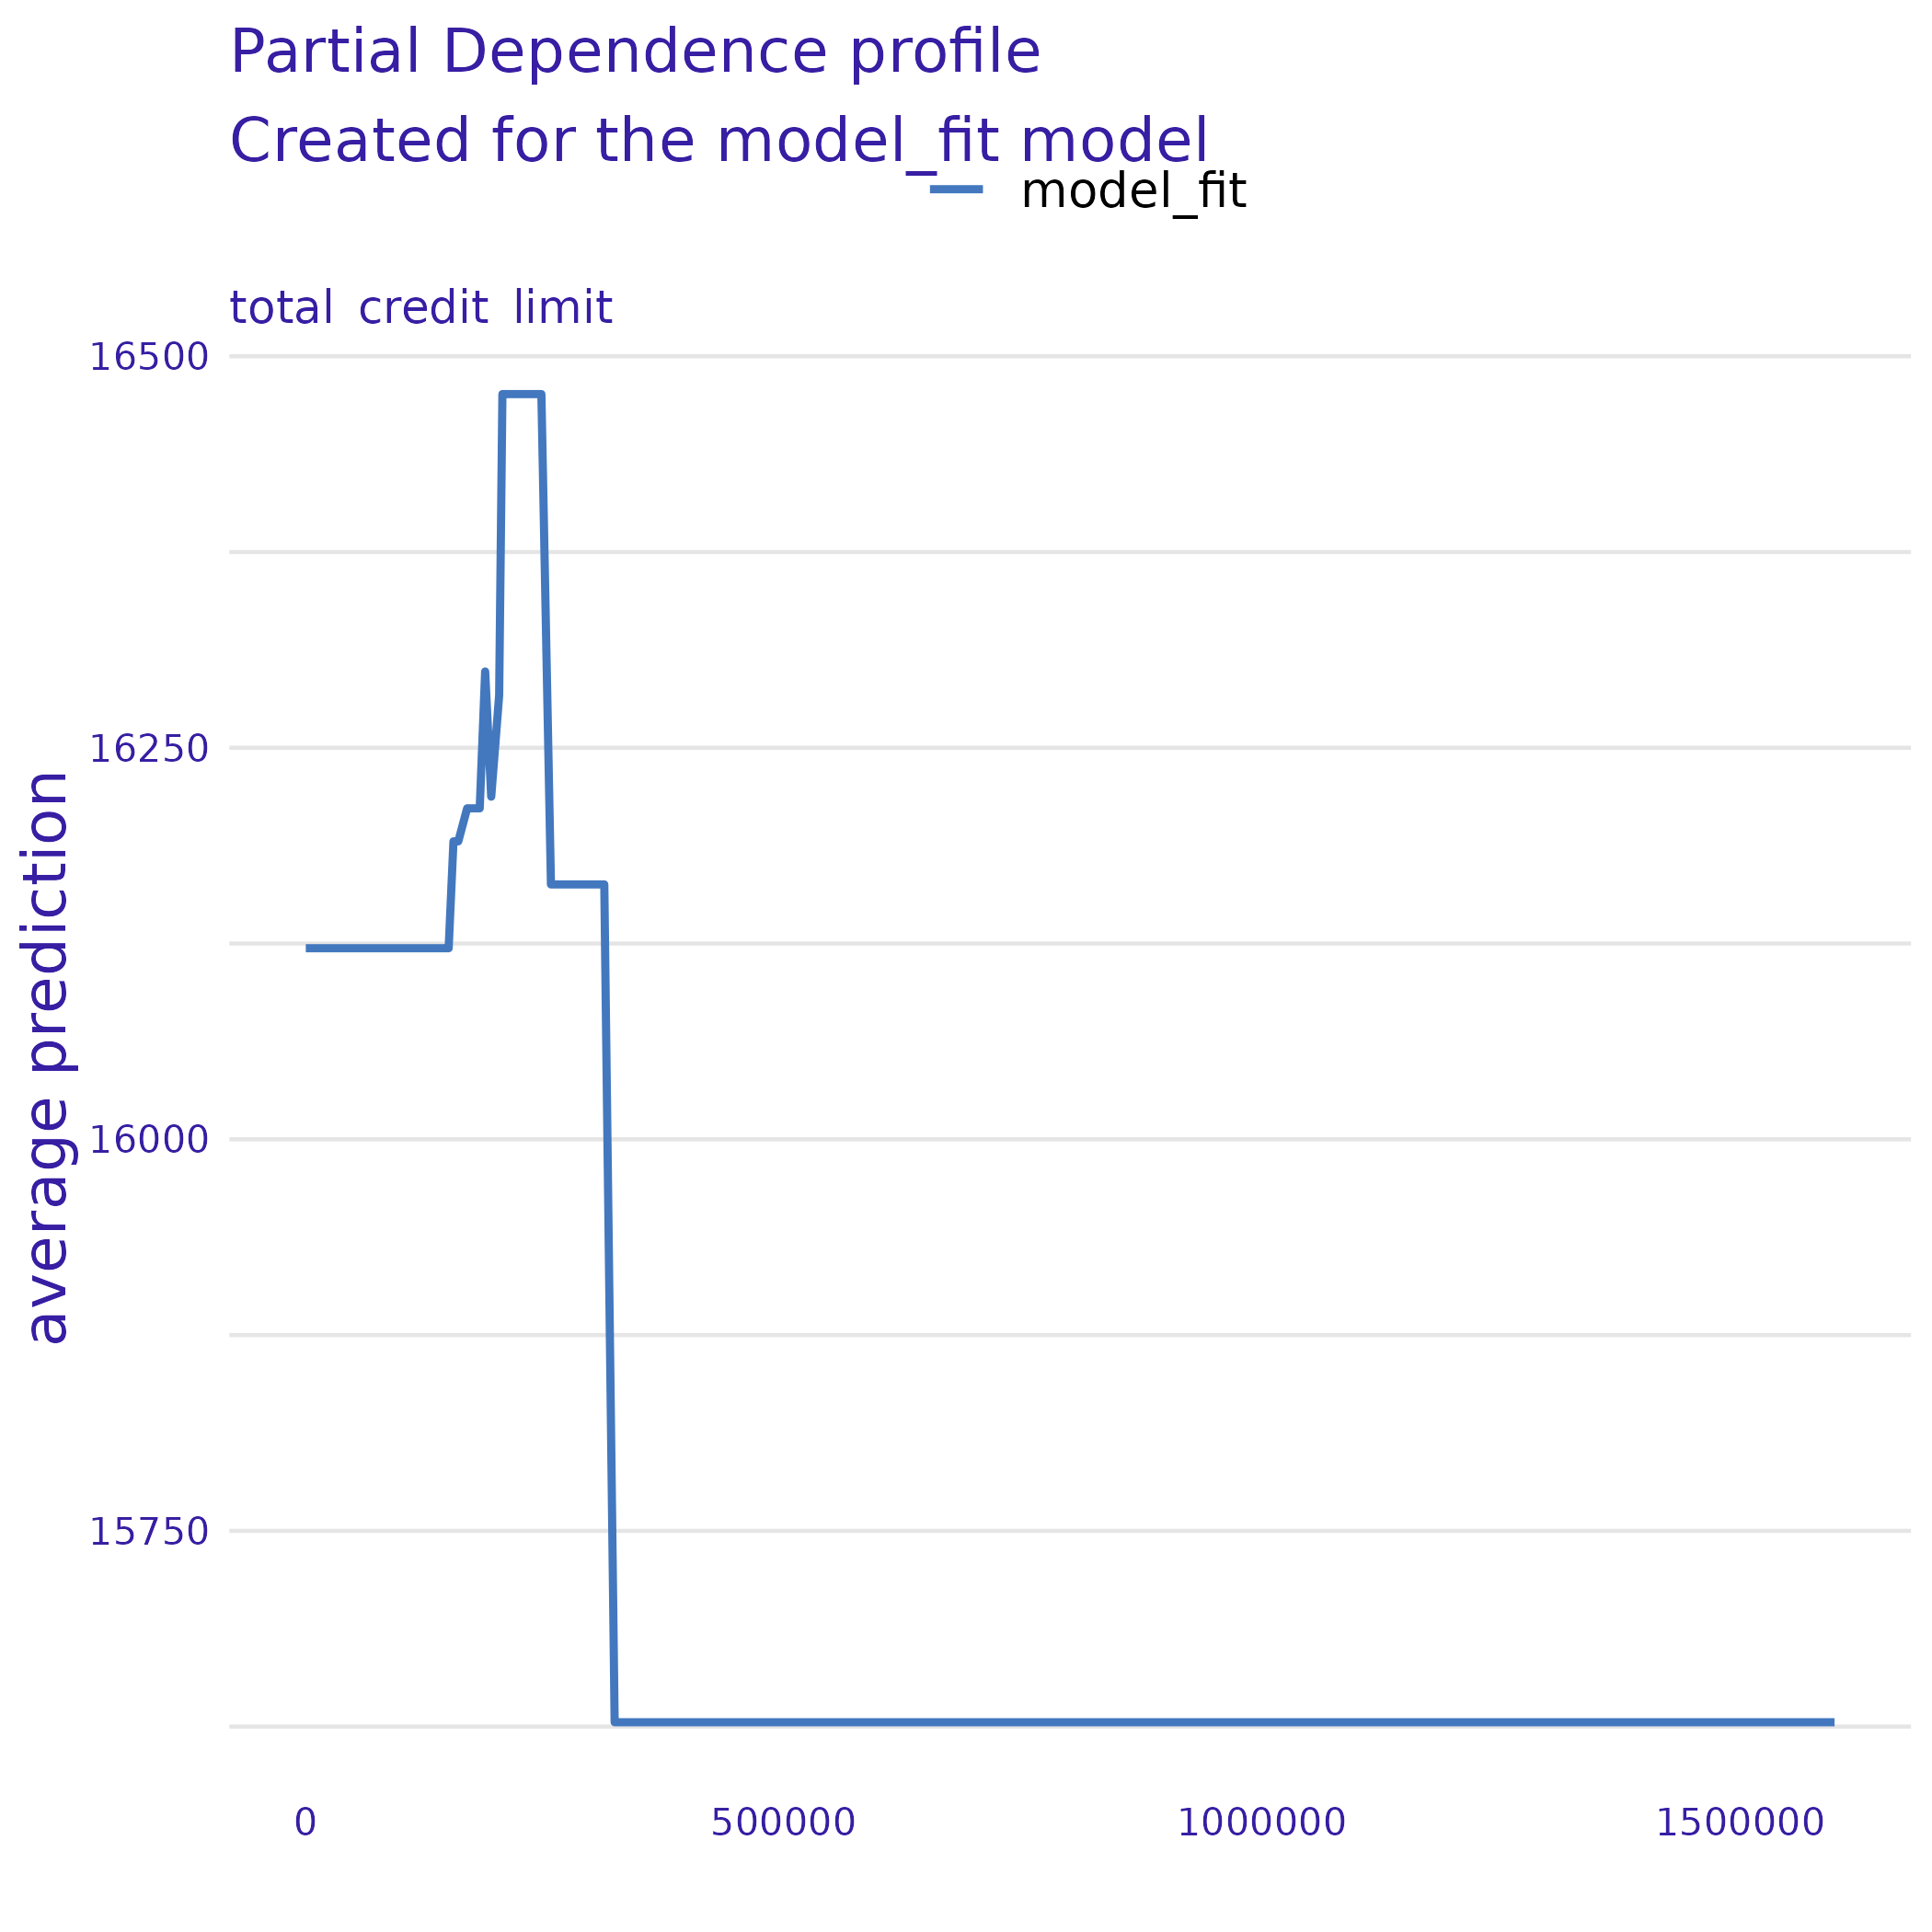 Partial Dependence profile
Created for the model_fit model
model_fit
total credit limit
16500
16250
16000
15750
average prediction
0 500000 1000000 1500000